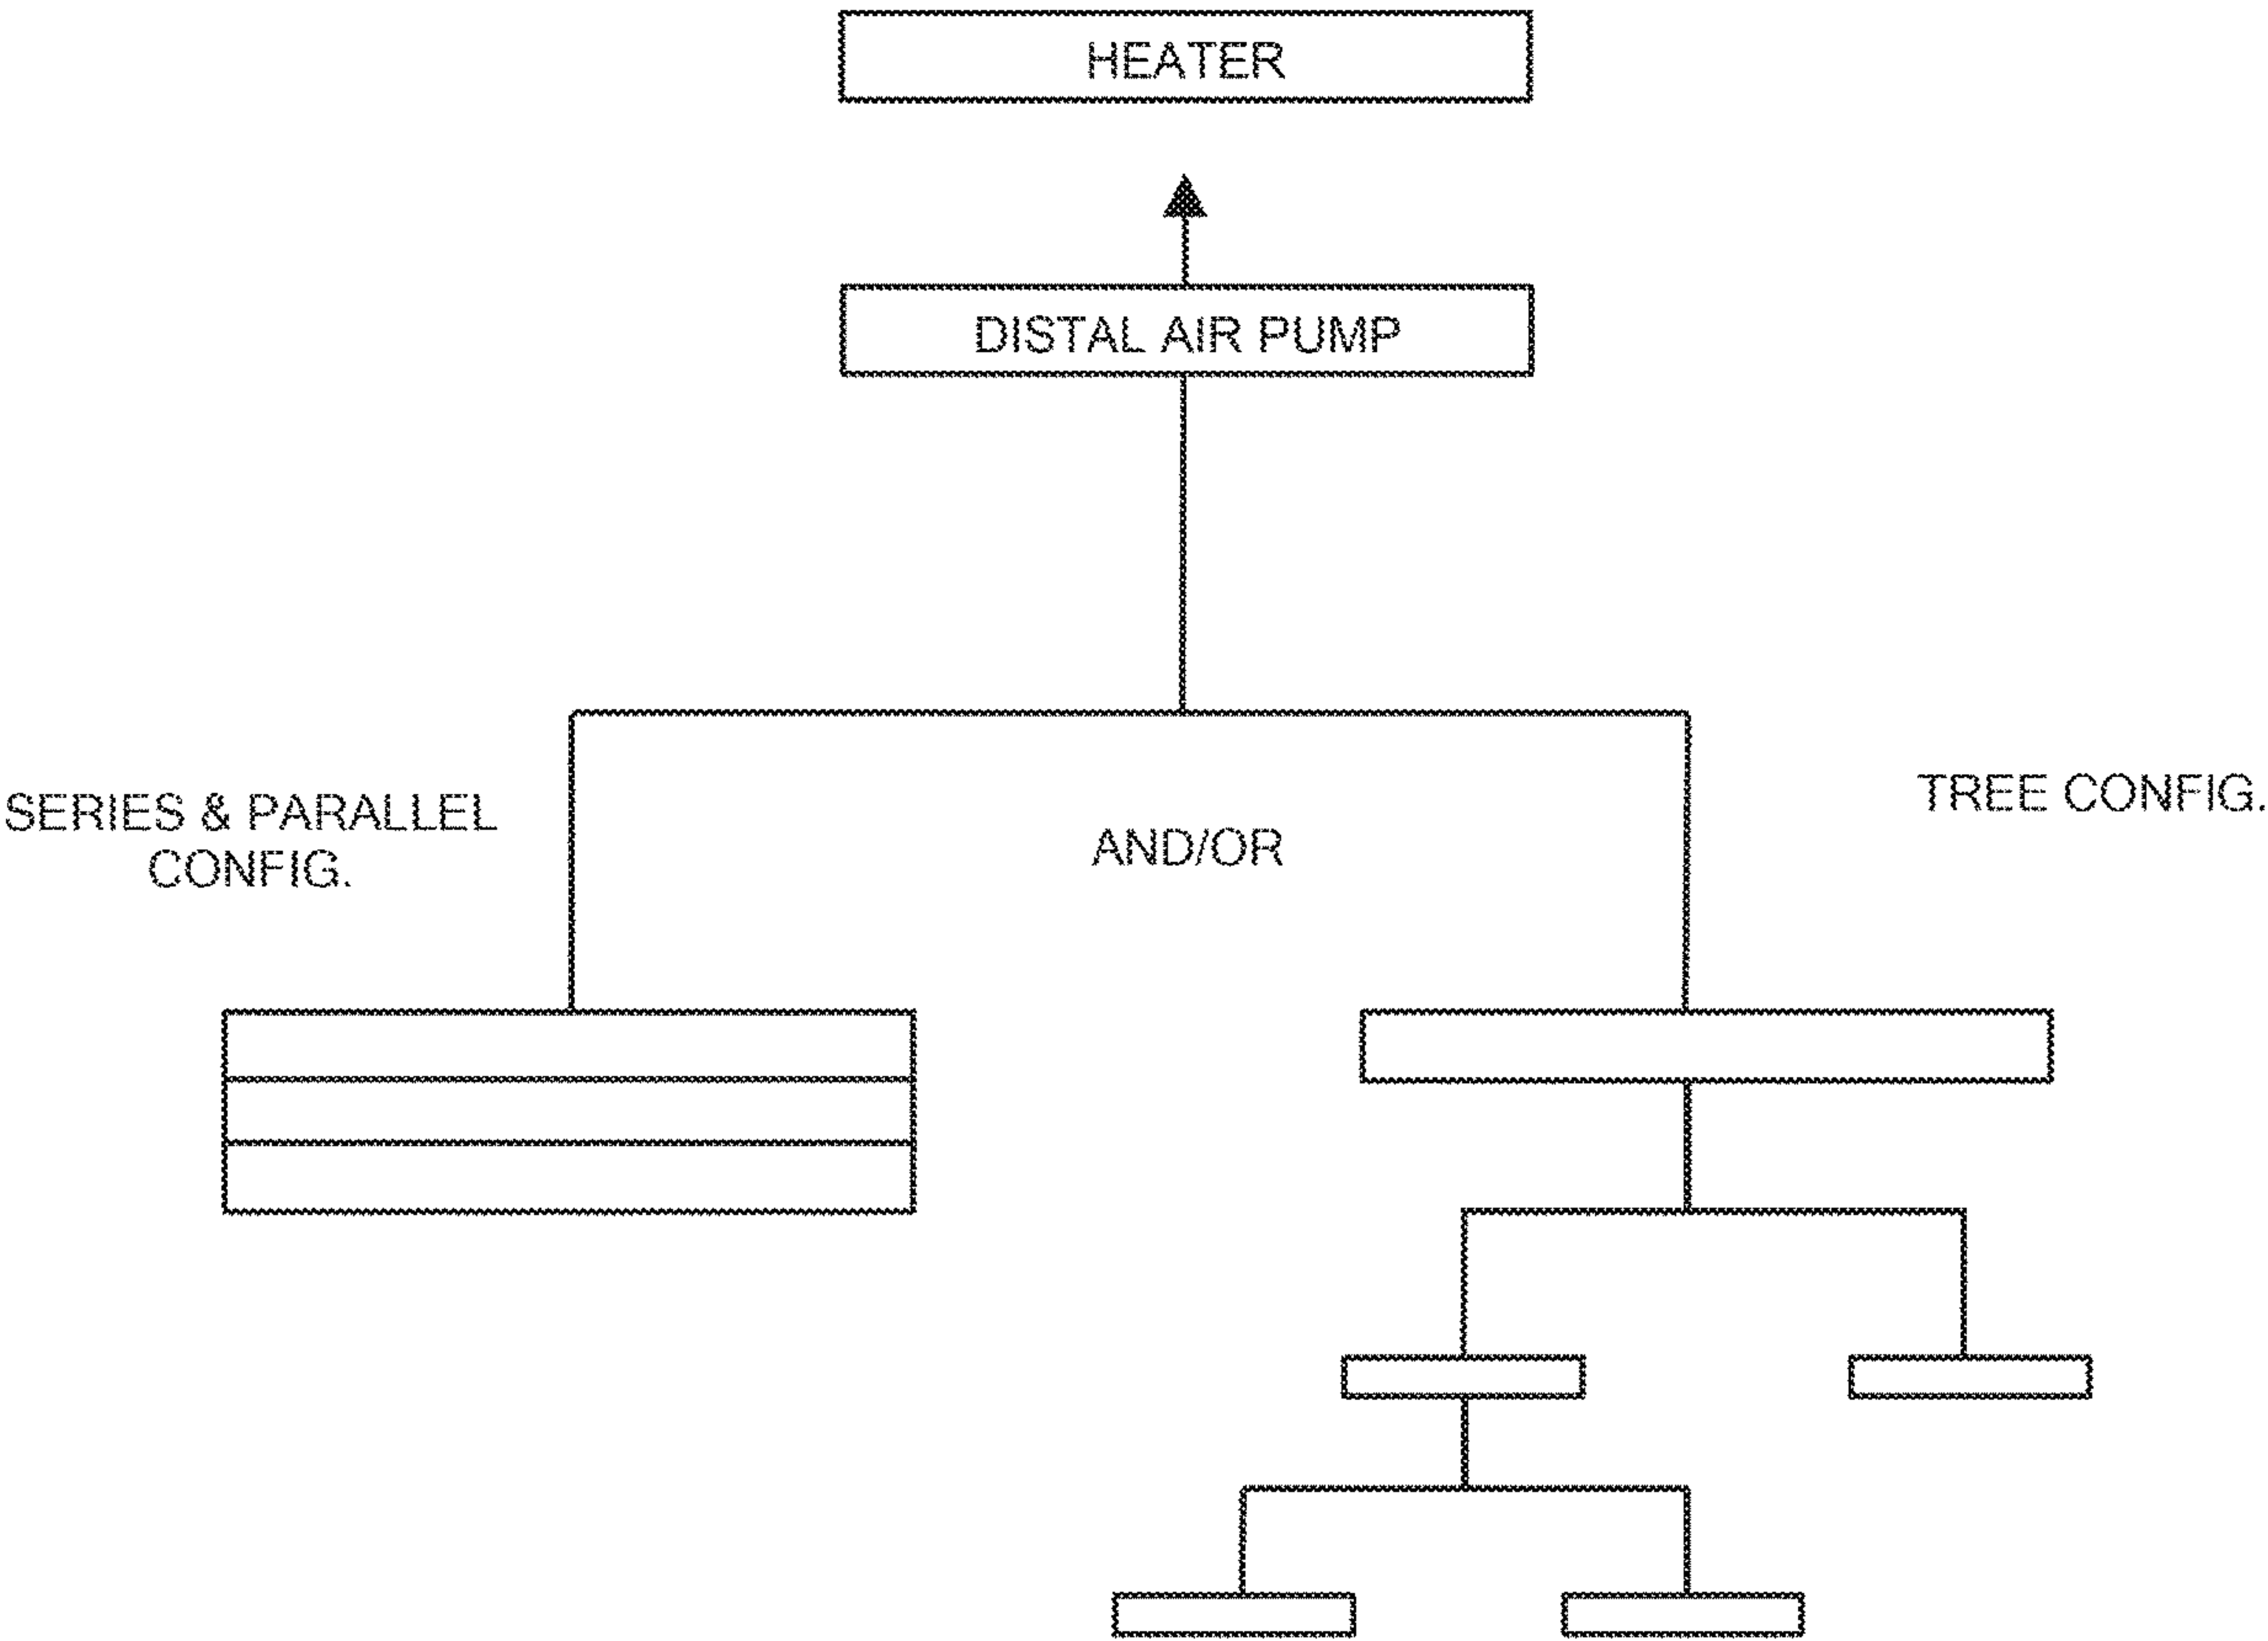 HEATER
DISTAL AIR PUMP
SERIES & PARALLEL
CONFIG.
AND/OR
TREE CONFIG.